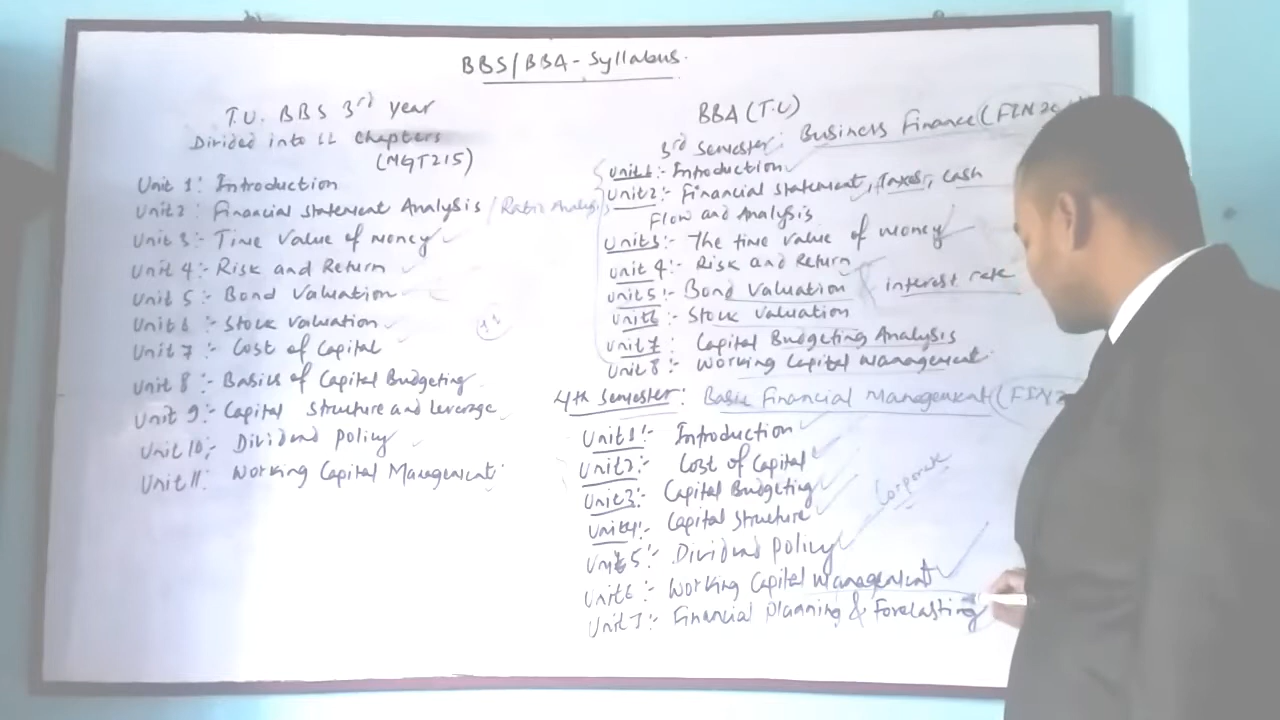 BBS/BBA - Syllabus.
T.U. BBS 3rd year
Divided into 11 Chapters
(MGT215)
Unit 1: Introduction
Unit 2: Financial Statement Analysis / Ratio Analysis
Unit 3:- Time Value of Money
Unit 4:- Risk and Return
Unit 5:- Bond Valuation
Unit 6:- Stock Valuation
Unit 7:- Cost of Capital
Unit 8:- Basics of Capital Budgeting
Unit 9:- Capital Structure and Leverage
Unit 10:- Dividend Policy
Unit 11: Working Capital Management
BBA (T.U)
3rd Semester: Business Finance (FIN
Unit 1:- Introduction
Unit 2:- Financial Statement, Taxes, Cash
Flow and Analysis
Unit 3:- The time value of money
Unit 4:- Risk and Return
Unit 5:- Bond Valuation
interest rate
Unit 6:- Stock Valuation
Unit 7: Capital Budgeting Analysis
Unit 8:- Working Capital Management
4th Semester: Basic Financial Management (FIN
Unit 1:- Introduction
Unit 2:- Cost of Capital
Unit 3:- Capital Budgeting
Corporate
Unit 4:- Capital Structure
Unit 5:- Dividend Policy
Unit 6:- Working Capital Management
Unit 7:- Financial Planning & Forecasting